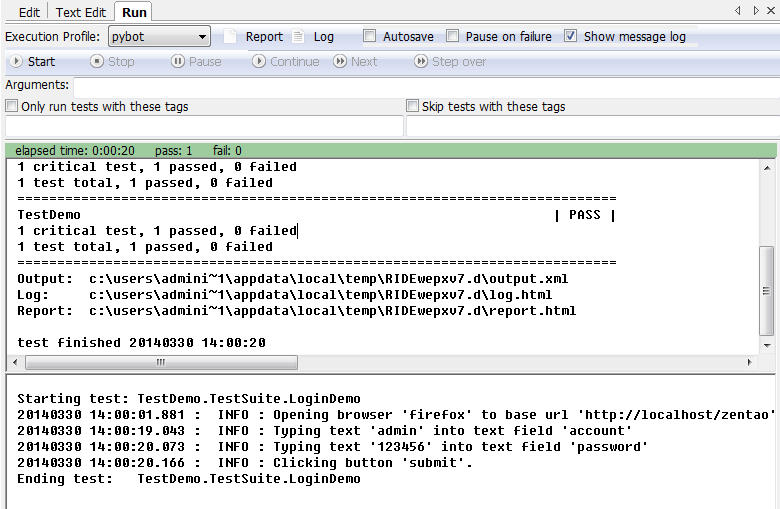 Edit Text Edit Run
Execution Profile: pybot Report Log Autosave Pause on failure Show message log
Start Stop Pause Continue Next Step over
Arguments:
Only run tests with these tags Skip tests with these tags
elapsed time: 0:00:20 pass: 1 fail: 0
1 critical test, 1 passed, 0 failed
1 test total, 1 passed, 0 failed
==============================================================================
TestDemo | PASS |
1 critical test, 1 passed, 0 failed
1 test total, 1 passed, 0 failed
==============================================================================
Output: c:\users\admini~1\appdata\local\temp\RIDEwepxv7.d\output.xml
Log: c:\users\admini~1\appdata\local\temp\RIDEwepxv7.d\log.html
Report: c:\users\admini~1\appdata\local\temp\RIDEwepxv7.d\report.html
test finished 20140330 14:00:20
Starting test: TestDemo.TestSuite.LoginDemo
20140330 14:00:01.881 : INFO : Opening browser 'firefox' to base url 'http://localhost/zentao'
20140330 14:00:19.043 : INFO : Typing text 'admin' into text field 'account'
20140330 14:00:20.073 : INFO : Typing text '123456' into text field 'password'
20140330 14:00:20.166 : INFO : Clicking button 'submit'.
Ending test: TestDemo.TestSuite.LoginDemo